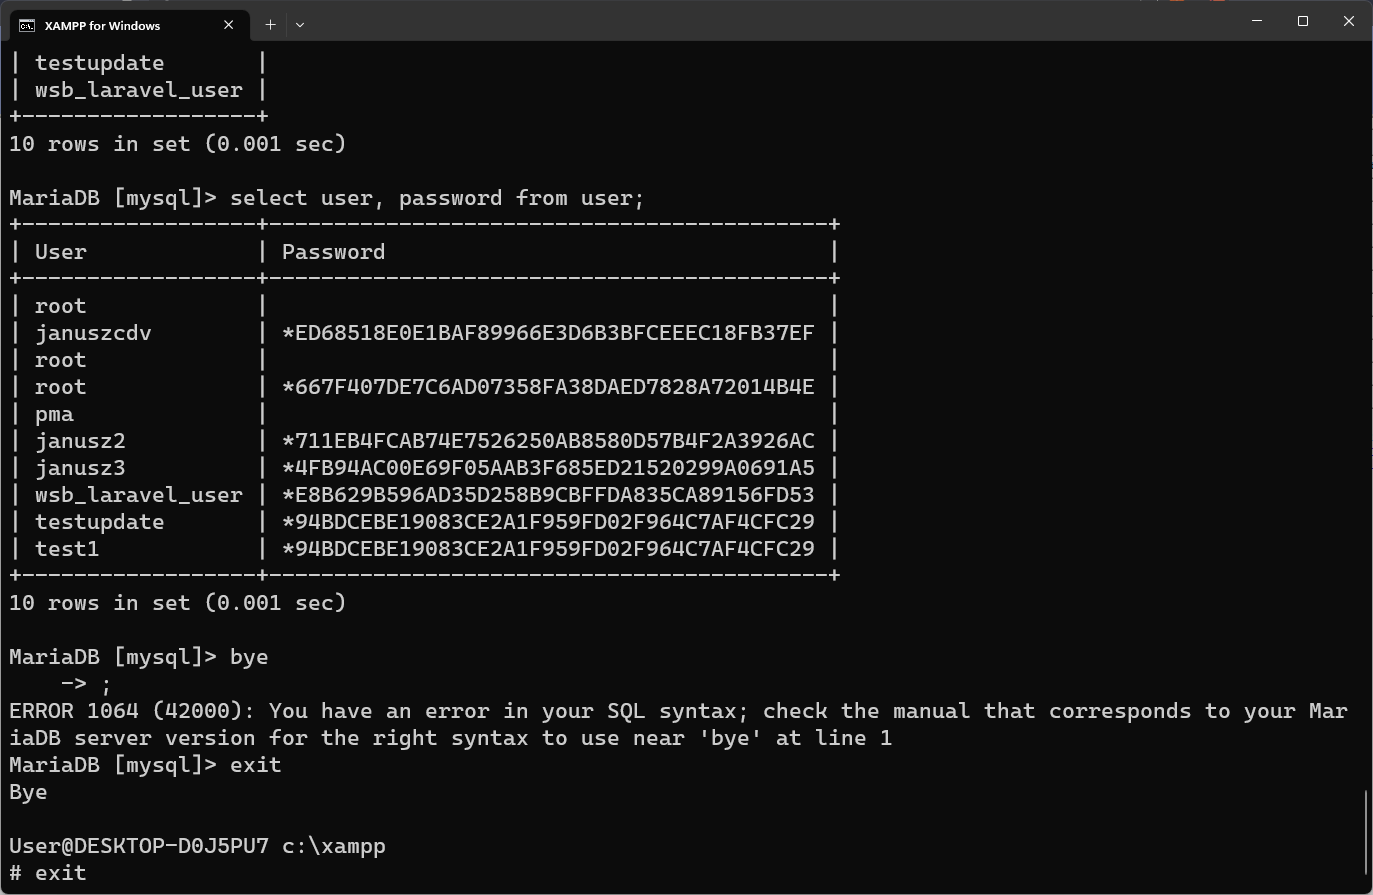 XAMPP for Windows
| testupdate       |
| wsb_laravel_user |
+------------------+
10 rows in set (0.001 sec)

MariaDB [mysql]> select user, password from user;
+------------------+-------------------------------------------+
| User             | Password                                  |
+------------------+-------------------------------------------+
| root             |                                           |
| januszcdv        | *ED68518E0E1BAF89966E3D6B3BFCEEEC18FB37EF |
| root             |                                           |
| root             | *667F407DE7C6AD07358FA38DAED7828A72014B4E |
| pma              |                                           |
| janusz2          | *711EB4FCAB74E7526250AB8580D57B4F2A3926AC |
| janusz3          | *4FB94AC00E69F05AAB3F685ED21520299A0691A5 |
| wsb_laravel_user | *E8B629B596AD35D258B9CBFFDA835CA89156FD53 |
| testupdate       | *94BDCEBE19083CE2A1F959FD02F964C7AF4CFC29 |
| test1            | *94BDCEBE19083CE2A1F959FD02F964C7AF4CFC29 |
+------------------+-------------------------------------------+
10 rows in set (0.001 sec)

MariaDB [mysql]> bye
    -> ;
ERROR 1064 (42000): You have an error in your SQL syntax; check the manual that corresponds to your Mar
iaDB server version for the right syntax to use near 'bye' at line 1
MariaDB [mysql]> exit
Bye

User@DESKTOP-D0J5PU7 c:\xampp
# exit